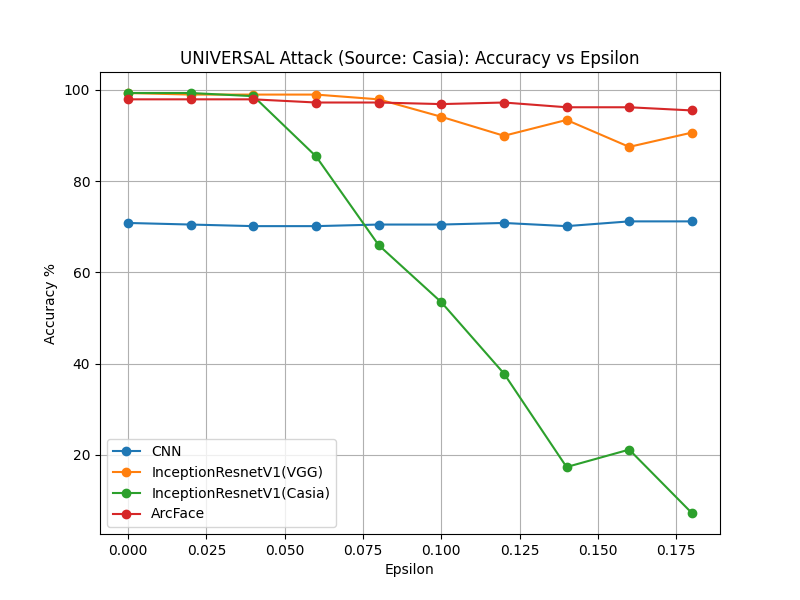 UNIVERSAL Attack (Source: Casia): Accuracy vs Epsilon
100
80
60
40
20
Accuracy %
CNN
InceptionResnetV1(VGG)
InceptionResnetV1(Casia)
ArcFace
0.000 0.025 0.050 0.075 0.100 0.125 0.150 0.175
Epsilon